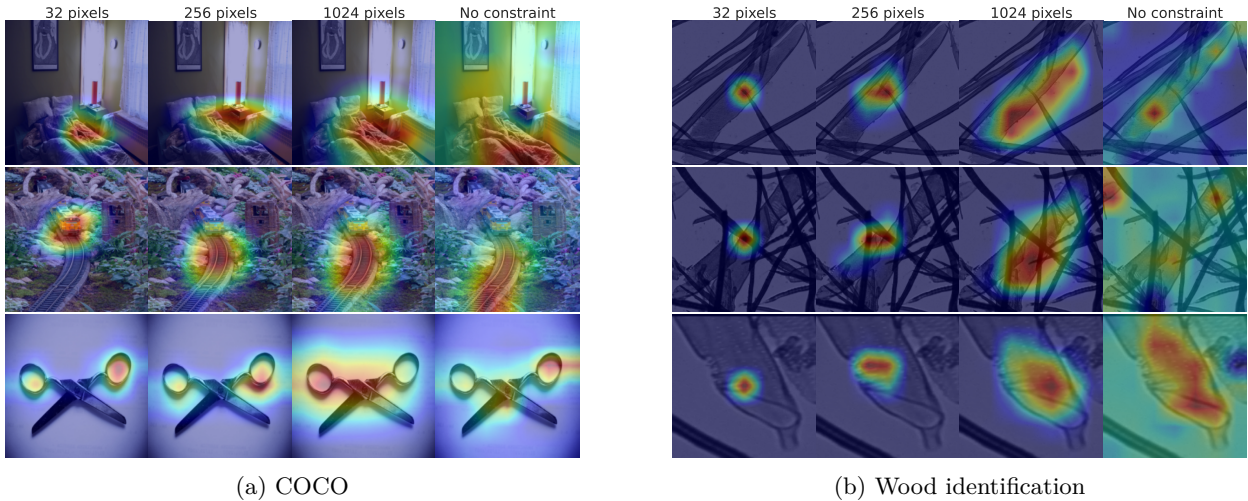 32 pixels 256 pixels 1024 pixels No constraint 32 pixels 256 pixels 1024 pixels No constraint
(a) COCO (b) Wood identification